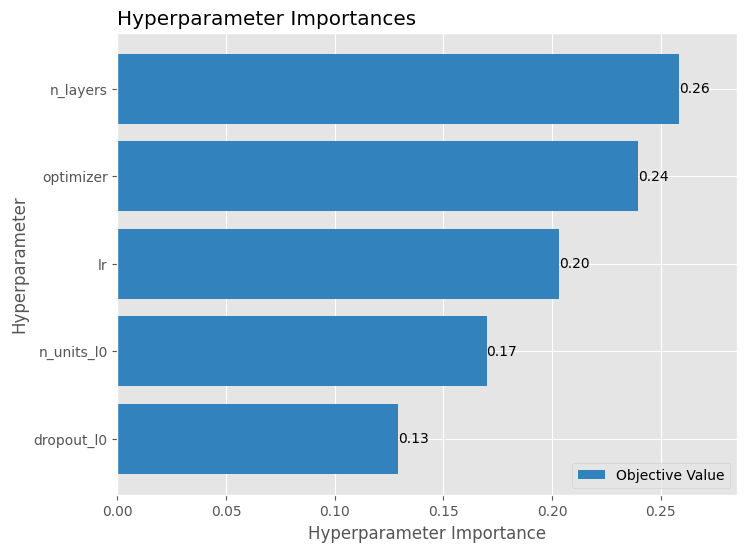 Hyperparameter Importances
Hyperparameter
n_layers
0.26
optimizer
0.24
lr
0.20
n_units_l0
0.17
dropout_l0
0.13
Objective Value
0.00 0.05 0.10 0.15 0.20 0.25
Hyperparameter Importance